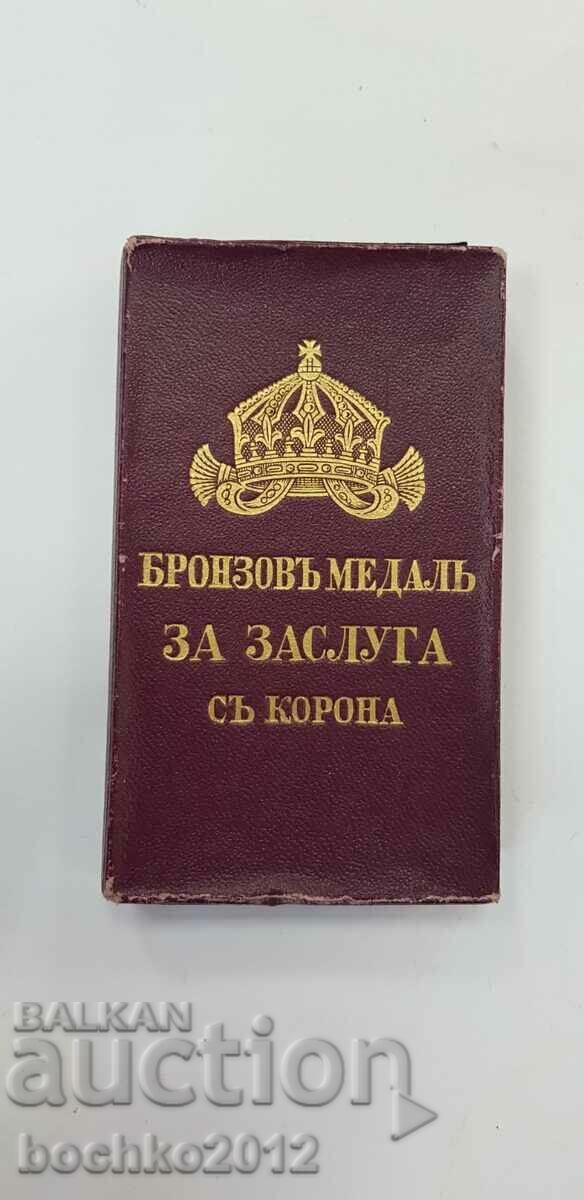 БРОНЗОВЪ МЕДАЛЬ
ЗА ЗАСЛУГА
СЪ КОРОНА
BALKAN
auction
bochko2012